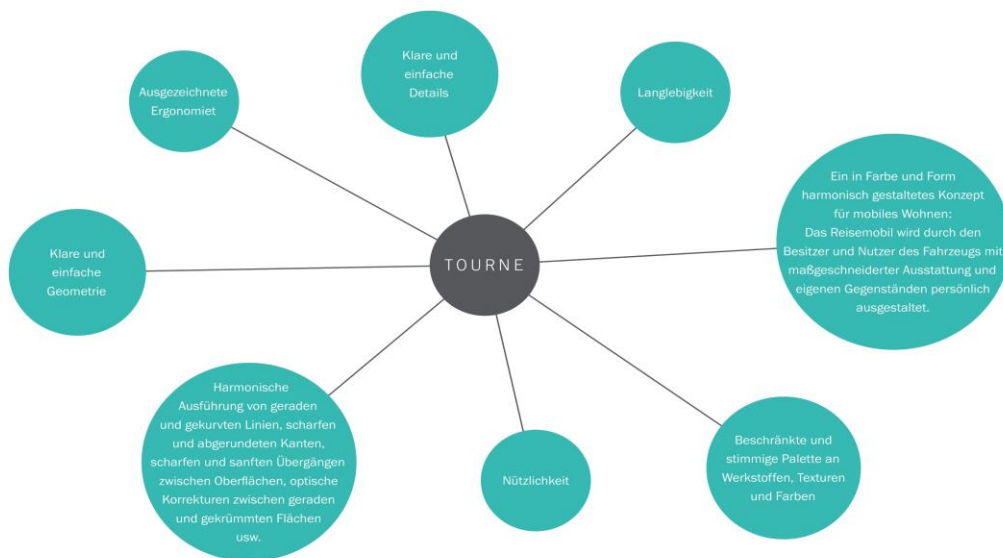 Klare und
einfache
Details
Ausgezeichnete
Ergonomiet
Langlebigkeit
Ein in Farbe und Form
harmonisch gestaltetes Konzept
für mobiles Wohnen:
Das Reisemobil wird durch den
Besitzer und Nutzer des Fahrzeugs mit
maßgeschneiderter Ausstattung und
eigenen Gegenständen persönlich
ausgestaltet.
TOURNE
Klare und
einfache
Geometrie
Harmonische
Ausführung von geraden
und gekurvten Linien, scharfen
und abgerundeten Kanten,
scharfen und sanften Übergängen
zwischen Oberflächen, optische
Korrekturen zwischen geraden
und gekrümmten Flächen
usw.
Nützlichkeit
Beschränkte und
stimmige Palette an
Werkstoffen, Texturen
und Farben